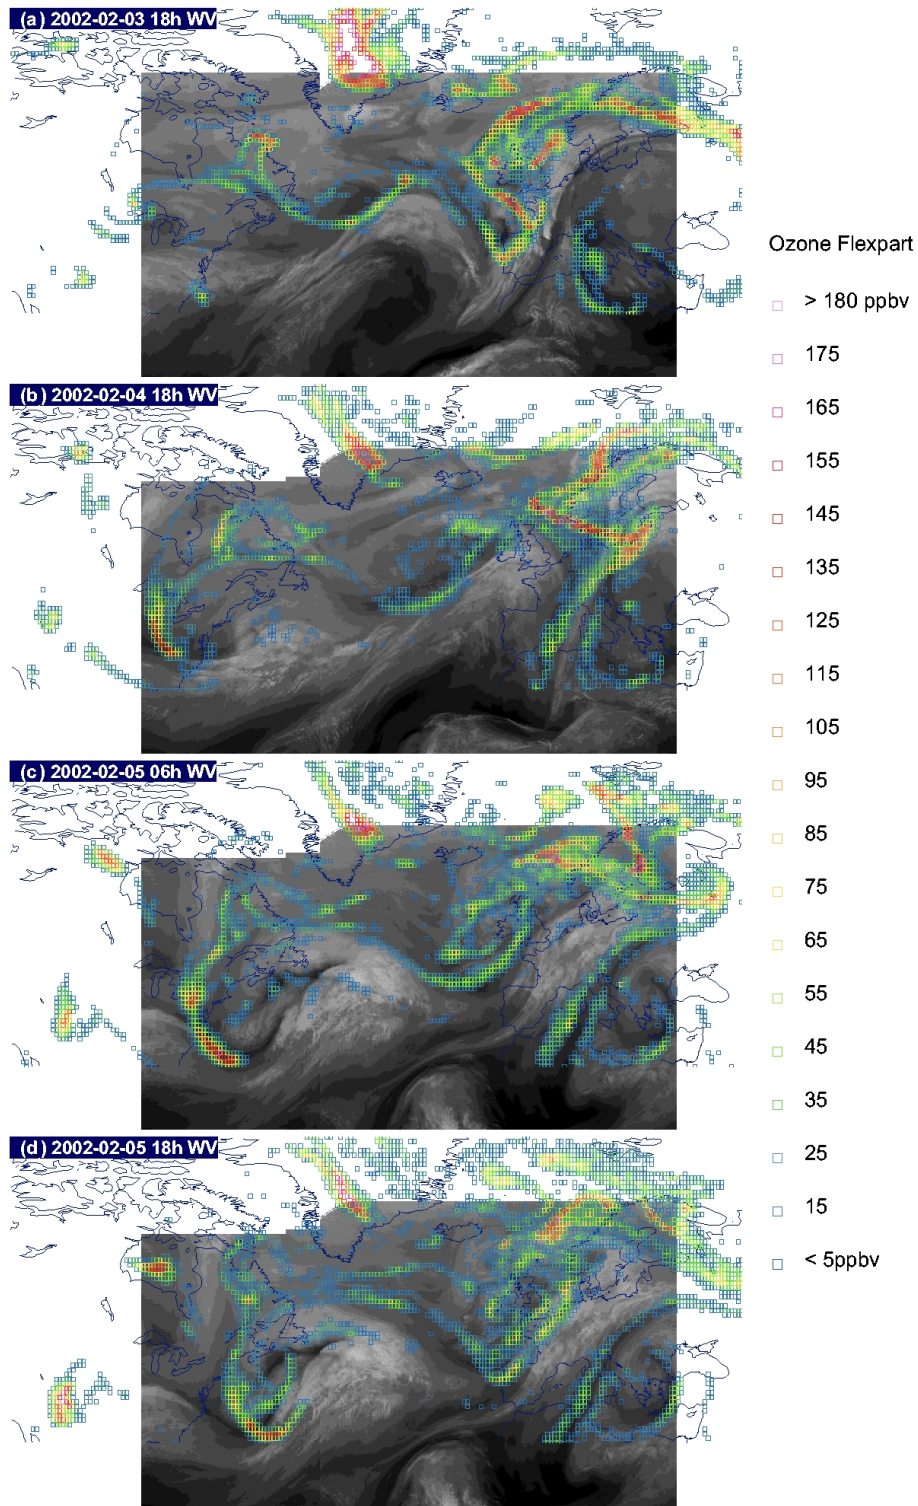 (a) 2002-02-03 18h WV
Ozone Flexpart
> 180 ppbv
175
(b) 2002-02-04 18h WV
165
155
145
135
125
115
105
(c) 2002-02-05 06h WV
95
85
75
65
55
45
35
(d) 2002-02-05 18h WV
25
15
< 5ppbv